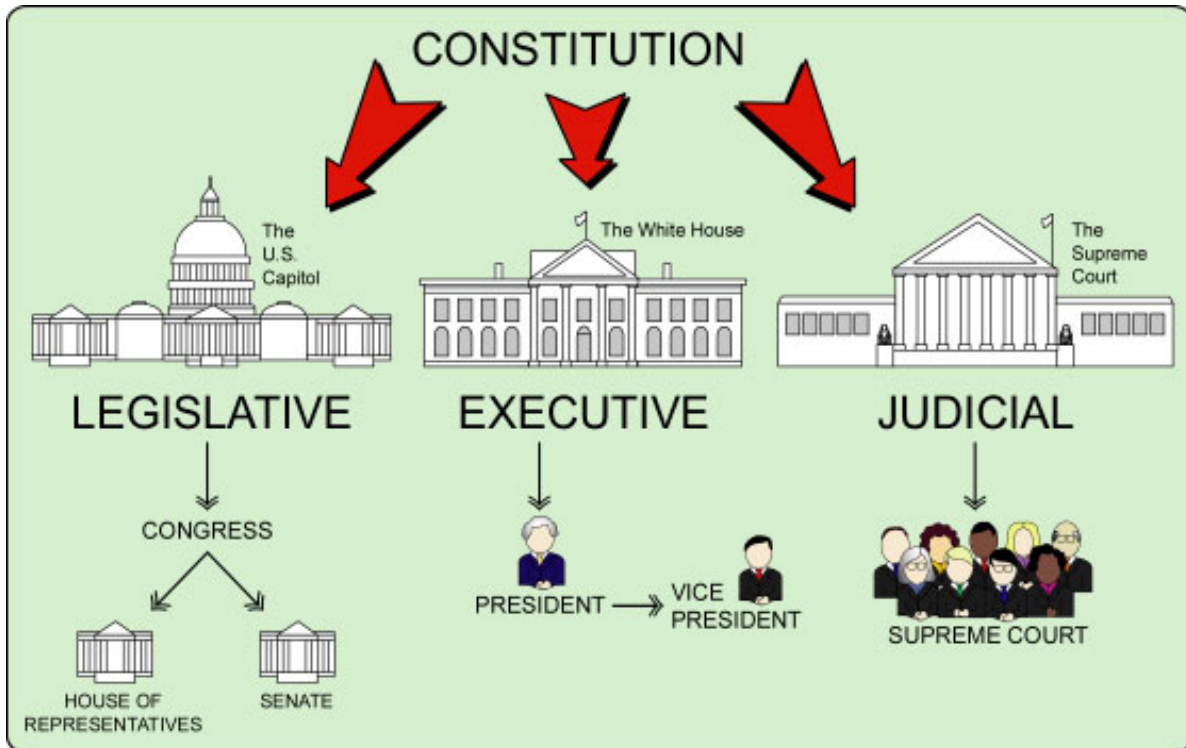 CONSTITUTION
The
U.S.
Capitol
The White House
The
Supreme
Court
LEGISLATIVE
EXECUTIVE
JUDICIAL
CONGRESS
HOUSE OF
REPRESENTATIVES
SENATE
PRESIDENT
VICE
PRESIDENT
SUPREME COURT